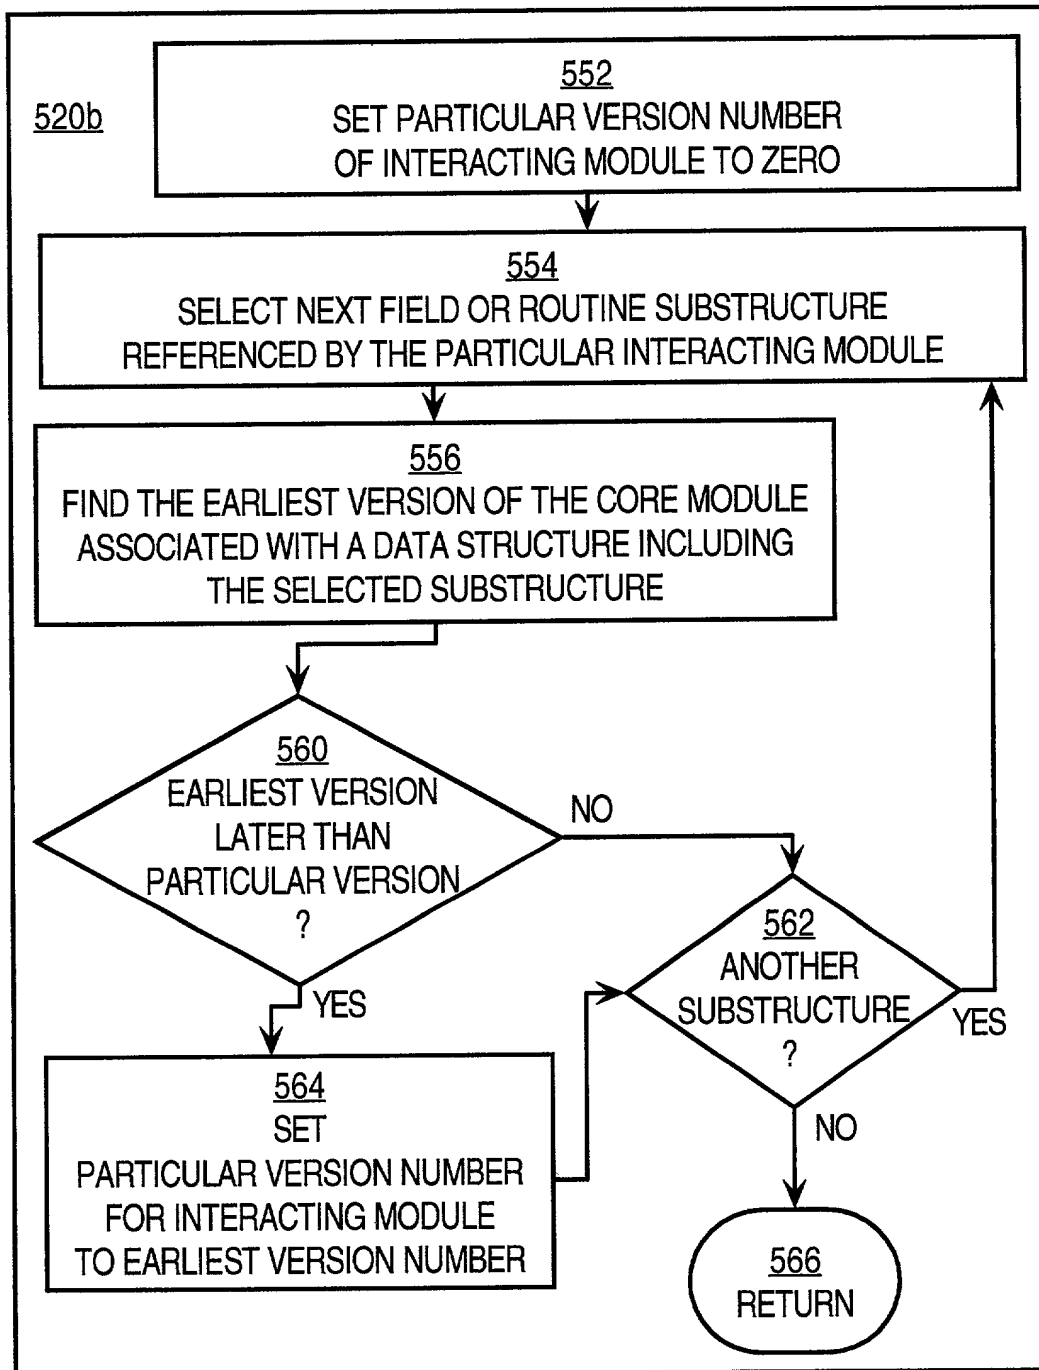 520b
552
SET PARTICULAR VERSION NUMBER
OF INTERACTING MODULE TO ZERO
554
SELECT NEXT FIELD OR ROUTINE SUBSTRUCTURE
REFERENCED BY THE PARTICULAR INTERACTING MODULE
556
FIND THE EARLIEST VERSION OF THE CORE MODULE
ASSOCIATED WITH A DATA STRUCTURE INCLUDING
THE SELECTED SUBSTRUCTURE
560
EARLIEST VERSION
LATER THAN
PARTICULAR VERSION
?
NO
YES
562
ANOTHER
SUBSTRUCTURE
?
YES
NO
564
SET
PARTICULAR VERSION NUMBER
FOR INTERACTING MODULE
TO EARLIEST VERSION NUMBER
566
RETURN